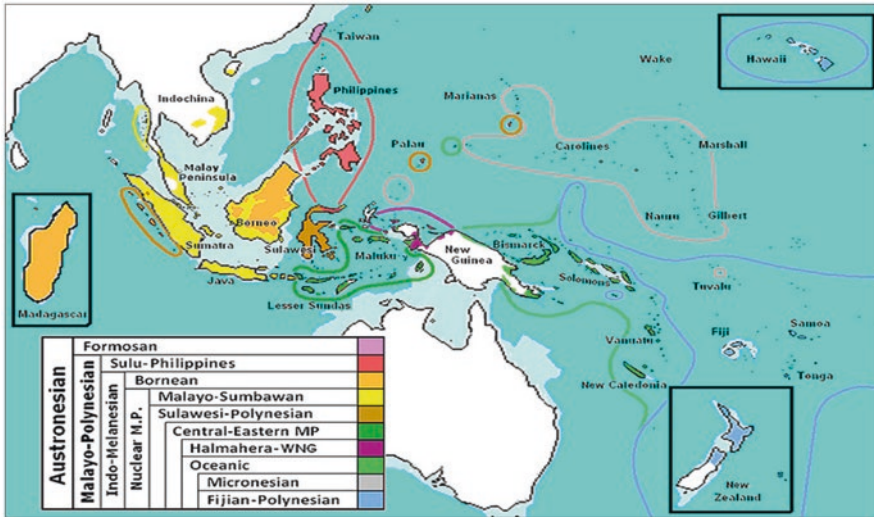 Taiwan
Wake
Hawaii
Indochina
Philippines
Marianas
Malay
Peninsula
Palau
Carolines
Marshall
Borneo
Sumatra
Sulawesi
Maluku
New
Guinea
Bismarck
Nauru
Gilbert
Solomons
Tuvalu
Madagascar
Java
Lesser Sundas
Vanuatu
Fiji
Samoa
Tonga
New Caledonia
New
Zealand
Austronesian
Malayo-Polynesian
Indo-Melanesian
Nuclear M.P.
Formosan
Sulu-Philippines
Bornean
Malayo-Sumbawan
Sulawesi-Polynesian
Central-Eastern MP
Halmahera-WNG
Oceanic
Micronesian
Fijian-Polynesian